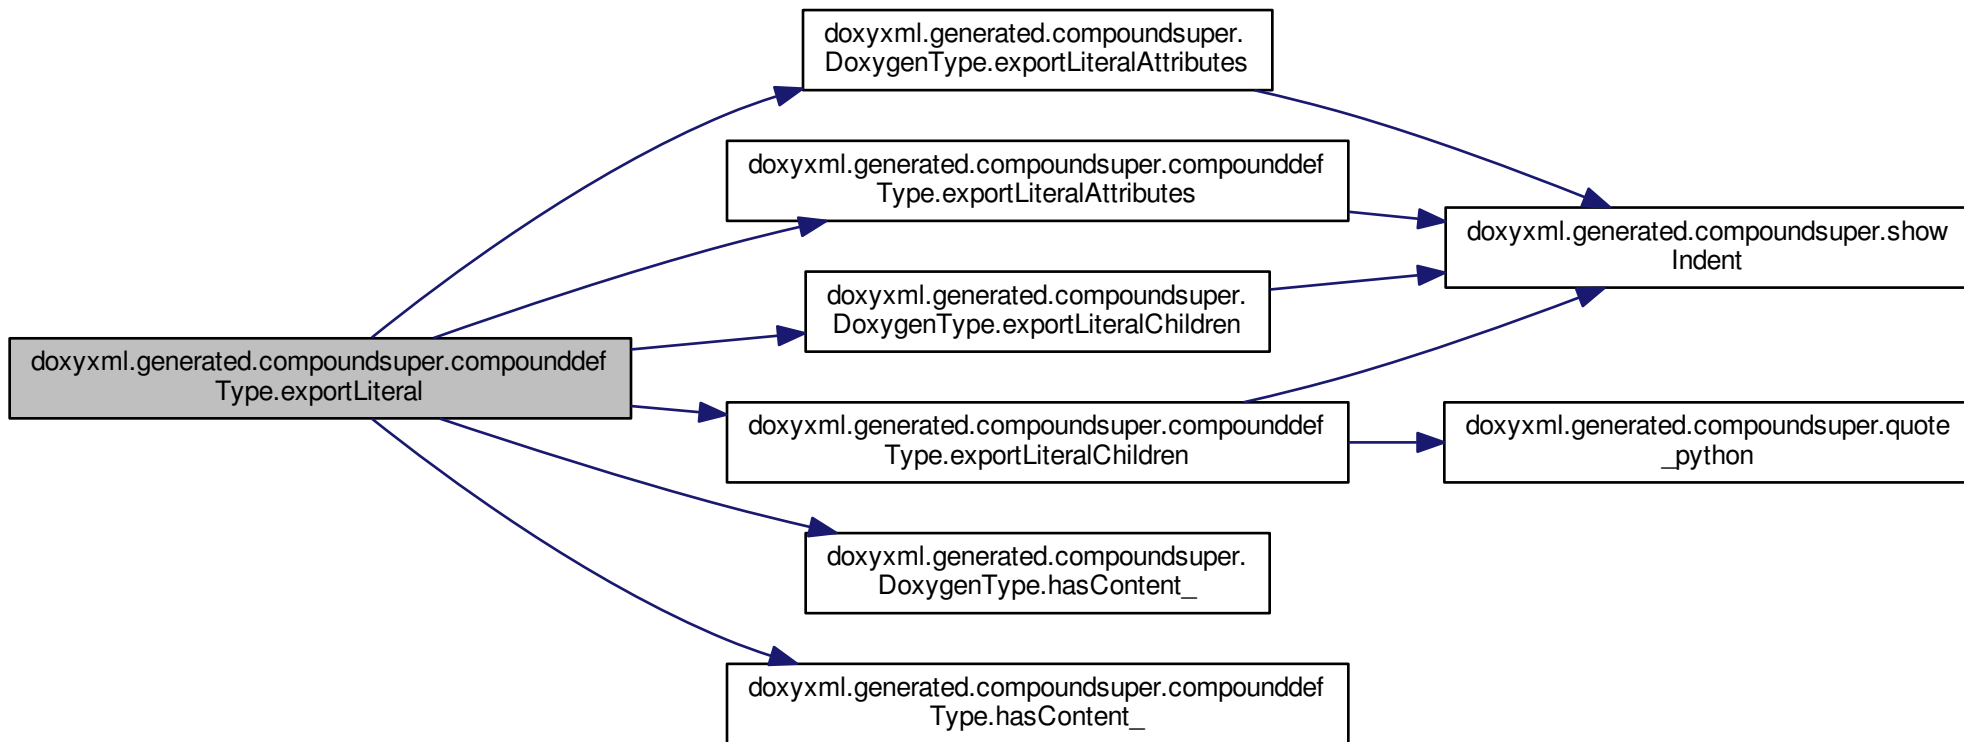 doxyxml.generated.compoundsuper.
DoxygenType.exportLiteralAttributes
doxyxml.generated.compoundsuper.compounddef
Type.exportLiteralAttributes
doxyxml.generated.compoundsuper.show
Indent
doxyxml.generated.compoundsuper.
DoxygenType.exportLiteralChildren
doxyxml.generated.compoundsuper.compounddef
Type.exportLiteral
doxyxml.generated.compoundsuper.compounddef
Type.exportLiteralChildren
doxyxml.generated.compoundsuper.quote
_python
doxyxml.generated.compoundsuper.
DoxygenType.hasContent_
doxyxml.generated.compoundsuper.compounddef
Type.hasContent_